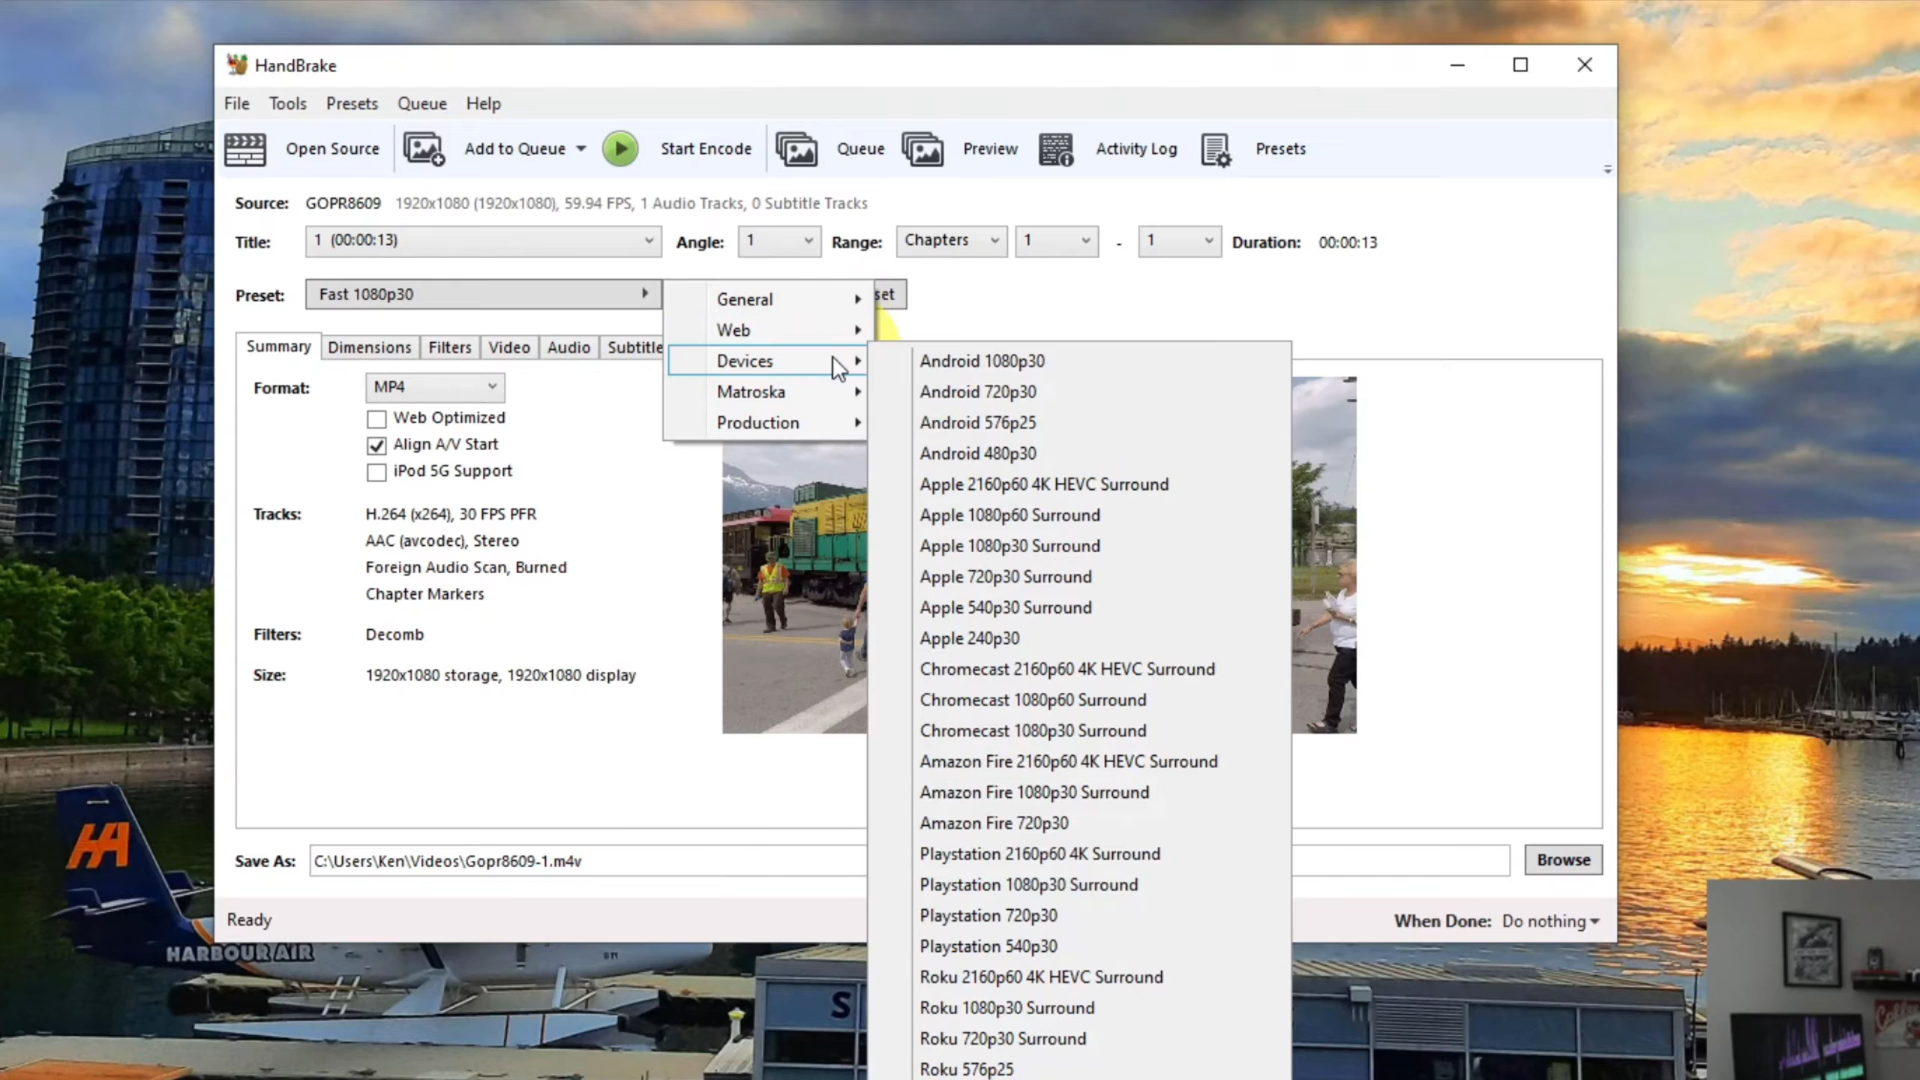 HandBrake
File Tools Presets Queue Help
Open Source Add to Queue Start Encode Queue Preview Activity Log Presets
Source: GOPR8609 1920x1080 (1920x1080), 59.94 FPS, 1 Audio Tracks, 0 Subtitle Tracks
Title: 1 (00:00:13) Angle: 1 Range: Chapters 1 - 1 Duration: 00:00:13
Preset: Fast 1080p30 set
General
Web
Devices
Matroska
Production
Summary Dimensions Filters Video Audio Subtitle
Format: MP4
Web Optimized
Align A/V Start
iPod 5G Support
Tracks: H.264 (x264), 30 FPS PFR
AAC (avcodec), Stereo
Foreign Audio Scan, Burned
Chapter Markers
Filters: Decomb
Size: 1920x1080 storage, 1920x1080 display
Android 1080p30
Android 720p30
Android 576p25
Android 480p30
Apple 2160p60 4K HEVC Surround
Apple 1080p60 Surround
Apple 1080p30 Surround
Apple 720p30 Surround
Apple 540p30 Surround
Apple 240p30
Chromecast 2160p60 4K HEVC Surround
Chromecast 1080p60 Surround
Chromecast 1080p30 Surround
Amazon Fire 2160p60 4K HEVC Surround
Amazon Fire 1080p30 Surround
Amazon Fire 720p30
Playstation 2160p60 4K Surround
Playstation 1080p30 Surround
Playstation 720p30
Playstation 540p30
Roku 2160p60 4K HEVC Surround
Roku 1080p30 Surround
Roku 720p30 Surround
Roku 576p25
Save As: C:\Users\Ken\Videos\Gopr8609-1.m4v Browse
Ready When Done: Do nothing
HA
HARBOUR AIR
S